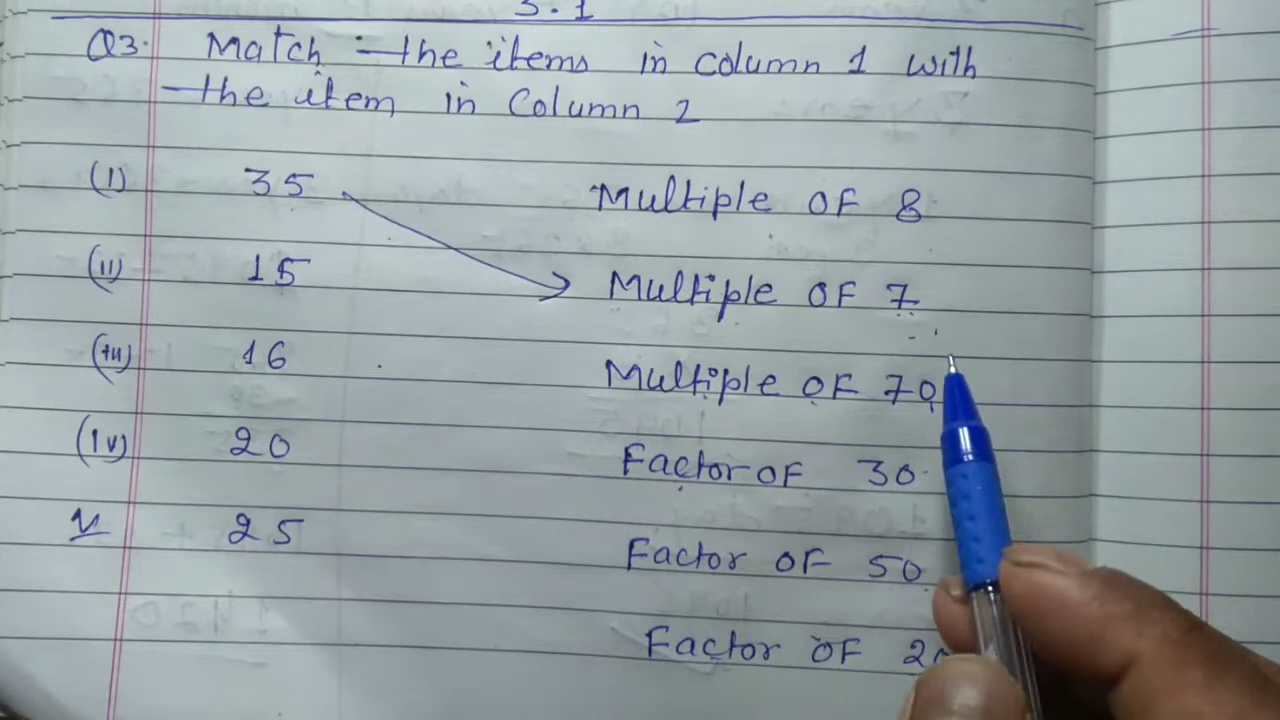 3.1
Q3. Match the items in column 1 with
the item in Column 2
(I) 35 Multiple OF 8
(II) 15 Multiple OF 7
(III) 16 Multiple OF 70
(IV) 20 Factor OF 30
V 25 Factor OF 50
Factor OF 20